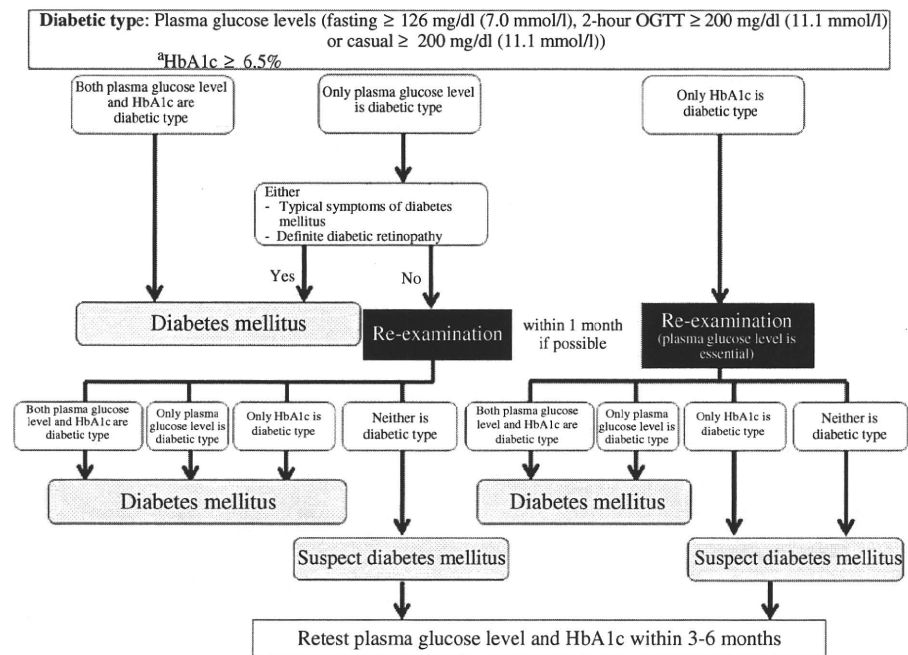 Diabetic type: Plasma glucose levels (fasting ≥ 126 mg/dl (7.0 mmol/l), 2-hour OGTT ≥ 200 mg/dl (11.1 mmol/l)
or casual ≥ 200 mg/dl (11.1 mmol/l))
aHbA1c ≥ 6.5%
Both plasma glucose level
and HbA1c are
diabetic type
Only plasma glucose level
is diabetic type
Only HbA1c is
diabetic type
Either
- Typical symptoms of diabetes
mellitus
- Definite diabetic retinopathy
Yes
No
Diabetes mellitus
Re-examination
within 1 month
if possible
Re-examination
(plasma glucose level is
essential)
Both plasma glucose
level and HbA1c are
diabetic type
Only plasma
glucose level is
diabetic type
Only HbA1c is
diabetic type
Neither is
diabetic type
Both plasma glucose
level and HbA1c are
diabetic type
Only plasma
glucose level is
diabetic type
Only HbA1c is
diabetic type
Neither is
diabetic type
Diabetes mellitus
Diabetes mellitus
Suspect diabetes mellitus
Suspect diabetes mellitus
Retest plasma glucose level and HbA1c within 3-6 months